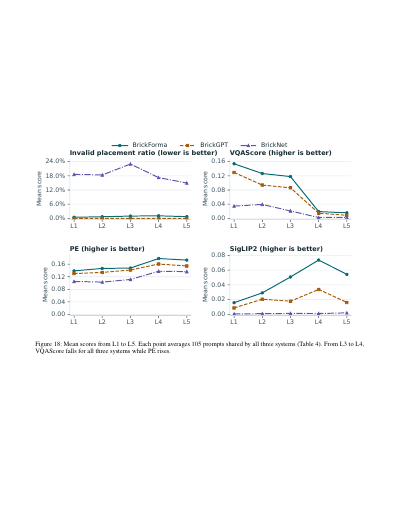 BrickForma BrickGPT BrickNet
Invalid placement ratio (lower is better) VQAScore (higher is better)
24.0% 0.16
18.0% 0.12
12.0% 0.08
6.0% 0.04
0.0% 0.00
Mean score Mean score
L1 L2 L3 L4 L5 L1 L2 L3 L4 L5
PE (higher is better) SigLIP2 (higher is better)
0.16 0.08
0.12 0.06
0.08 0.04
0.04 0.02
0.00 0.00
Mean score Mean score
L1 L2 L3 L4 L5 L1 L2 L3 L4 L5
Figure 18: Mean scores from L1 to L5. Each point averages 105 prompts shared by all three systems (Table 4). From L3 to L4,
VQAScore falls for all three systems while PE rises.